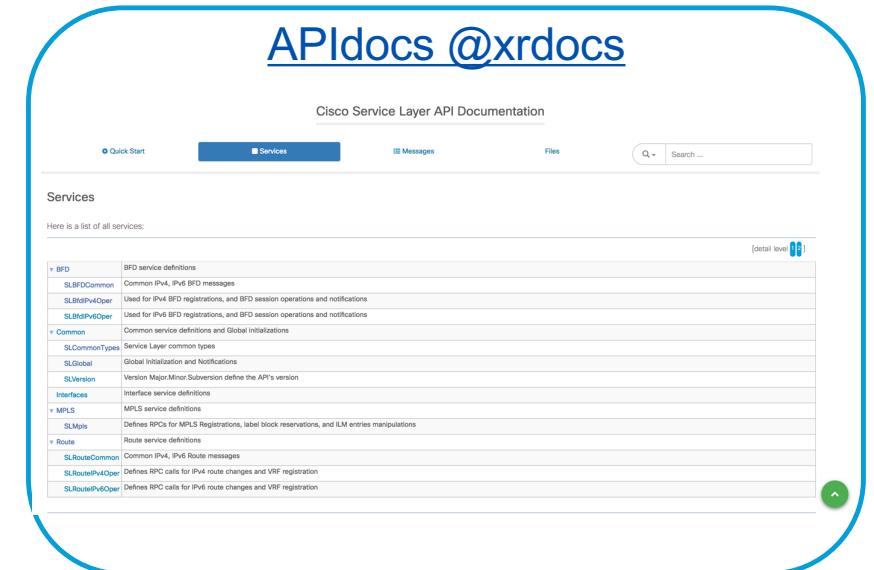 APIdocs @xrdocs
Cisco Service Layer API Documentation
Quick Start Services Messages Files Search ...
Services
Here is a list of all services:
[detail level 1 2 ]
BFD BFD service definitions
SLBFDCommon Common IPv4, IPv6 BFD messages
SLBfdIPv4Oper Used for IPv4 BFD registrations, and BFD session operations and notifications
SLBfdIPv6Oper Used for IPv6 BFD registrations, and BFD session operations and notifications
Common Common service definitions and Global initializations
SLCommonTypes Service Layer common types
SLGlobal Global Initialization and Notifications
SLVersion Version Major.Minor.Subversion define the API's version
Interfaces Interface service definitions
MPLS MPLS service definitions
SLMpls Defines RPCs for MPLS Registrations, label block reservations, and ILM entries manipulations
Route Route service definitions
SLRouteCommon Common IPv4, IPv6 Route messages
SLRouteIPv4Oper Defines RPC calls for IPv4 route changes and VRF registration
SLRouteIPv6Oper Defines RPC calls for IPv6 route changes and VRF registration